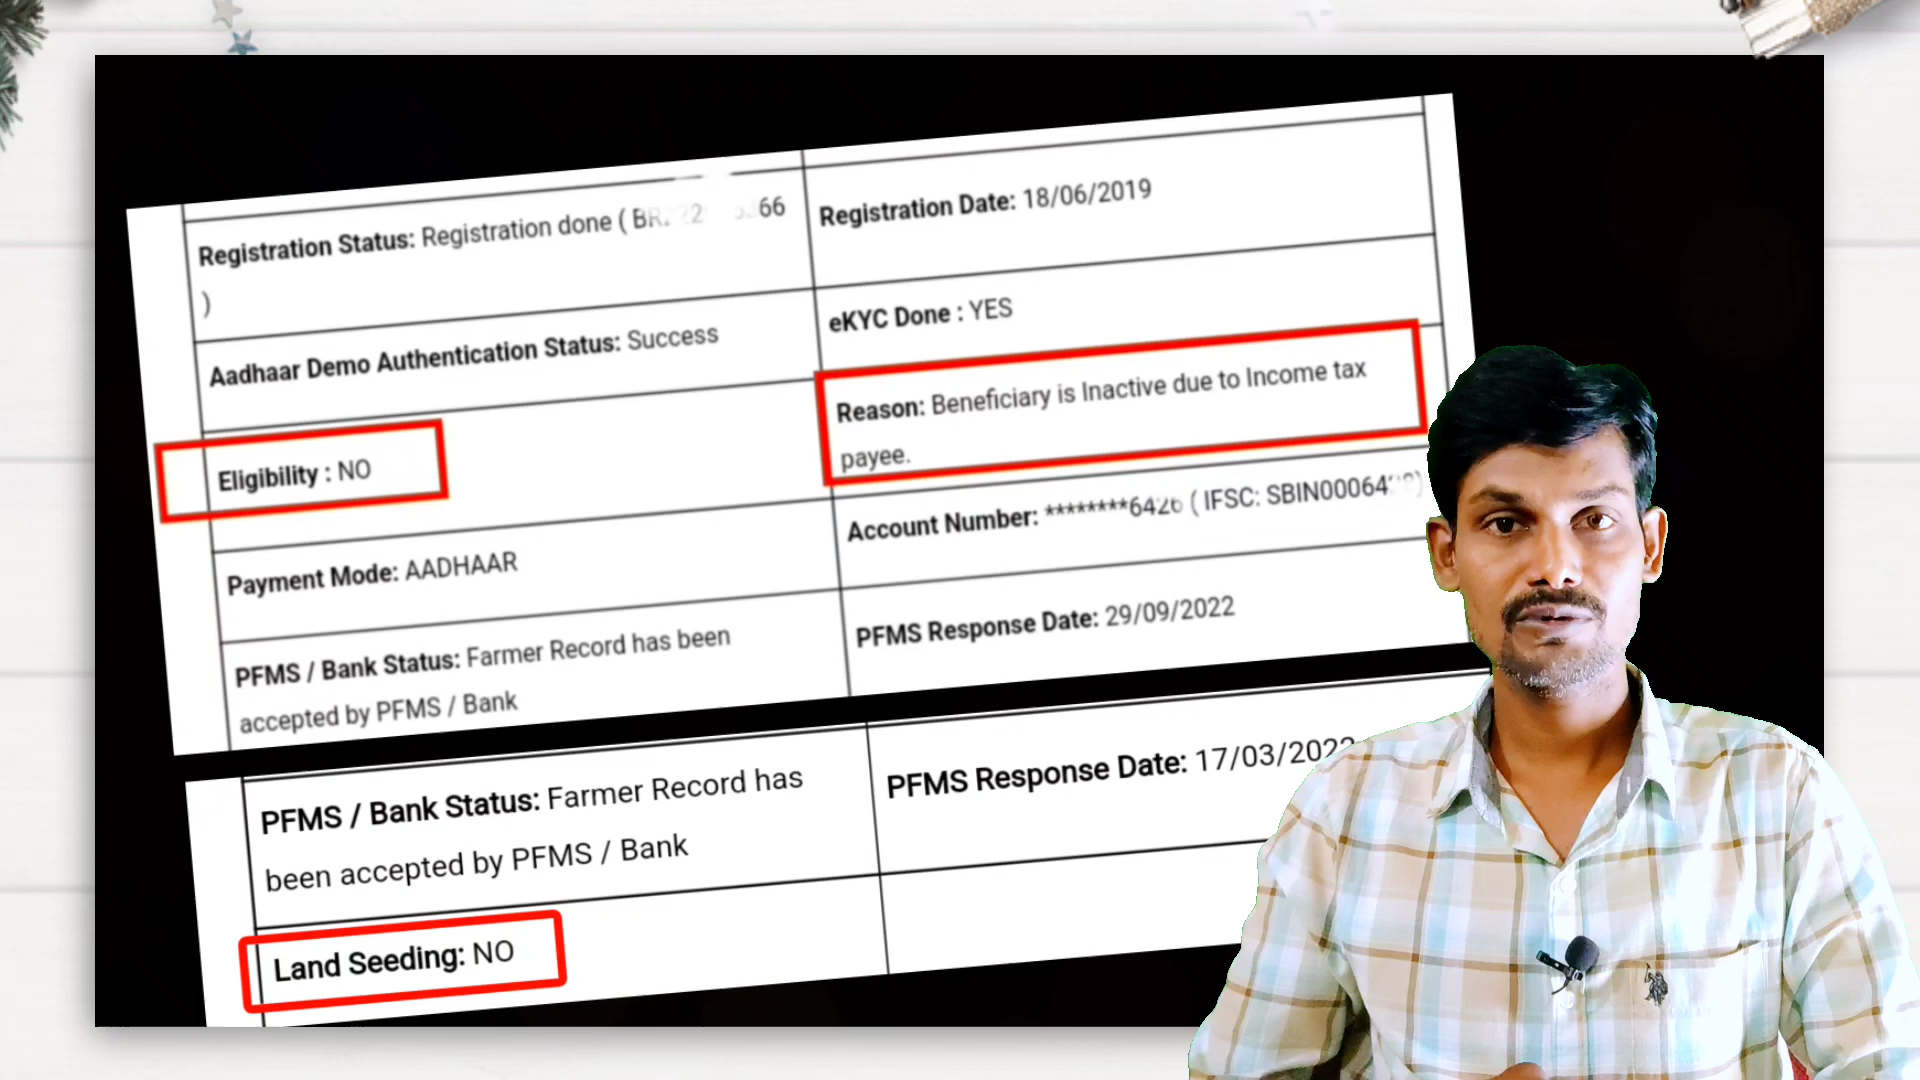 Registration Status: Registration done ( BR 66
)
Registration Date: 18/06/2019
Aadhaar Demo Authentication Status: Success
eKYC Done : YES
Eligibility : NO
Reason: Beneficiary is Inactive due to Income tax
payee.
Payment Mode: AADHAAR
Account Number: ********6426 ( IFSC:
PFMS / Bank Status: Farmer Record has been
accepted by PFMS / Bank
PFMS Response Date: 29/09/2022
PFMS / Bank Status: Farmer Record has
been accepted by PFMS / Bank
PFMS Response Date:
Land Seeding: NO